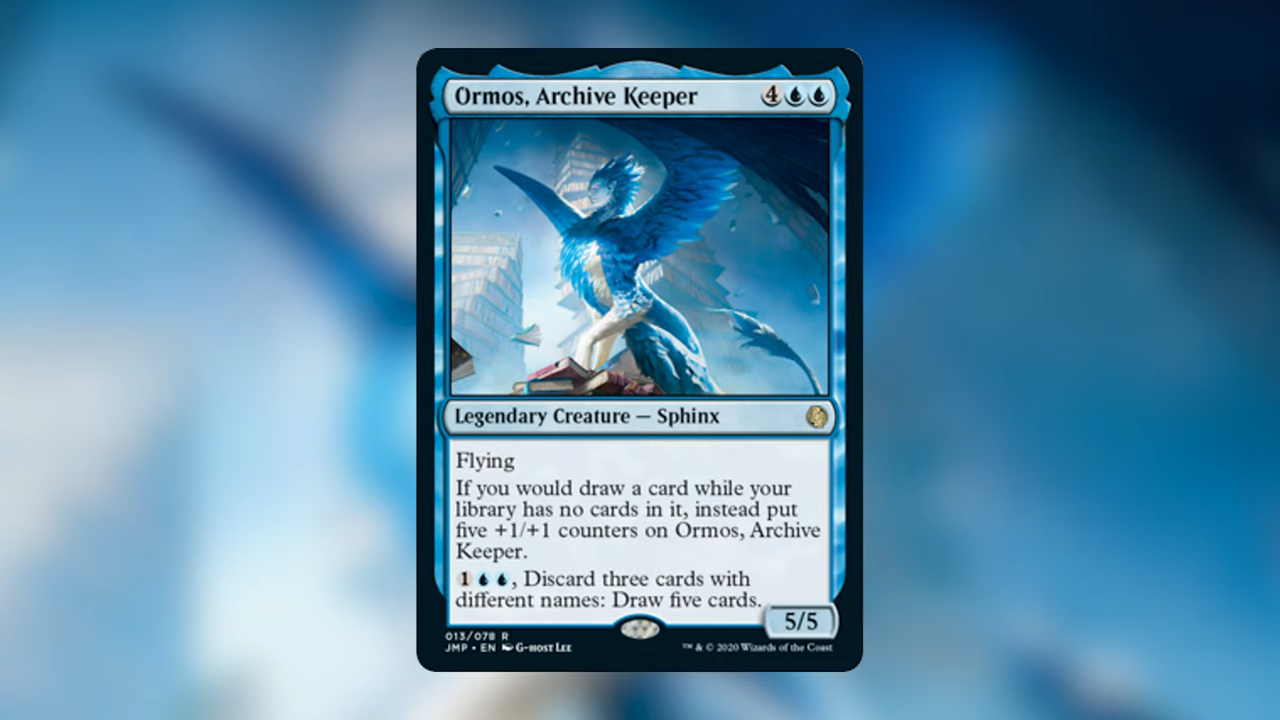 Ormos, Archive Keeper 4
Legendary Creature — Sphinx
Flying
If you would draw a card while your
library has no cards in it, instead put
five +1/+1 counters on Ormos, Archive
Keeper.
1, Discard three cards with
different names: Draw five cards.
5/5
013/078 R
JMP • EN G-HOST LEE
™ & © 2020 Wizards of the Coast